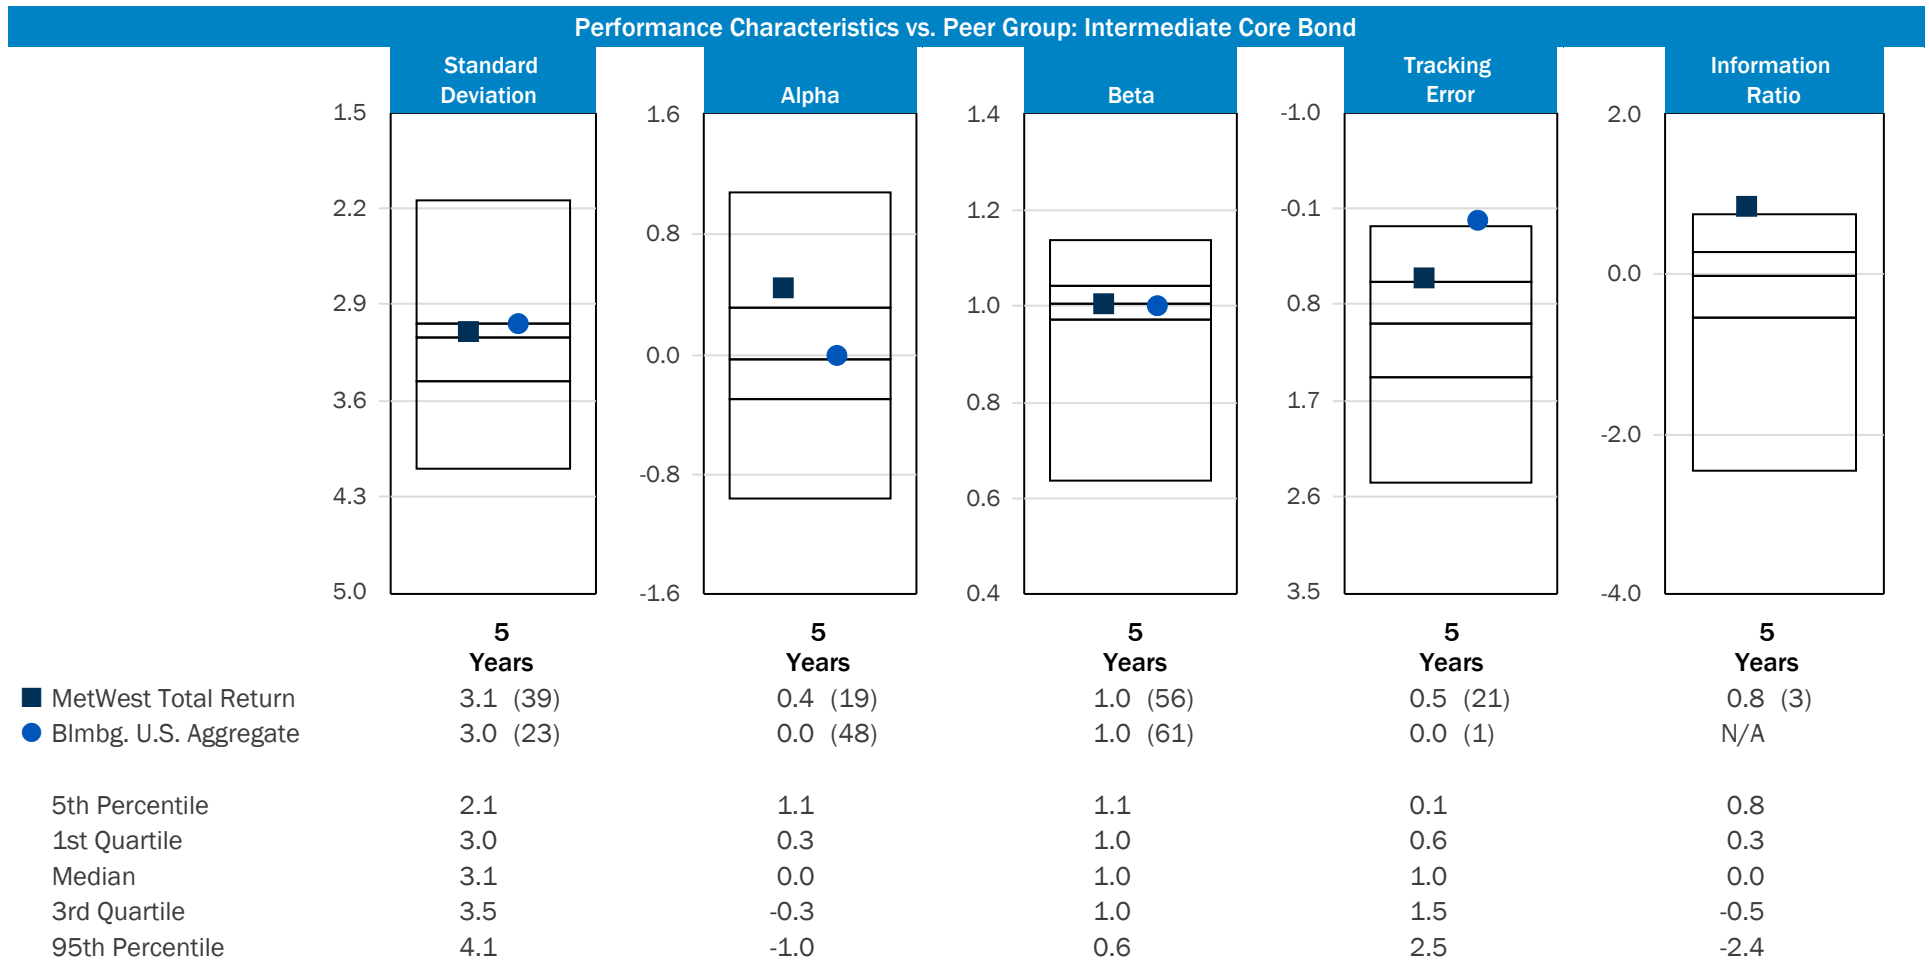 Performance Characteristics vs. Peer Group: Intermediate Core Bond
Standard
Deviation
Alpha
Beta
Tracking
Error
Information
Ratio
1.5
2.2
2.9
3.6
4.3
5.0
1.6
0.8
0.0
-0.8
-1.6
1.4
1.2
1.0
0.8
0.6
0.4
-1.0
-0.1
0.8
1.7
2.6
3.5
2.0
0.0
-2.0
-4.0
5
Years
5
Years
5
Years
5
Years
5
Years
MetWest Total Return 3.1 (39) 0.4 (19) 1.0 (56) 0.5 (21) 0.8 (3)
Blmbg. U.S. Aggregate 3.0 (23) 0.0 (48) 1.0 (61) 0.0 (1) N/A
5th Percentile 2.1 1.1 1.1 0.1 0.8
1st Quartile 3.0 0.3 1.0 0.6 0.3
Median 3.1 0.0 1.0 1.0 0.0
3rd Quartile 3.5 -0.3 1.0 1.5 -0.5
95th Percentile 4.1 -1.0 0.6 2.5 -2.4